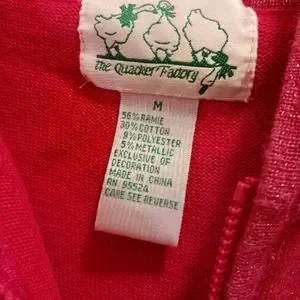 the Quacker Factory
M
56% RAMIE
30% COTTON
9% POLYESTER
5% METALLIC
EXCLUSIVE OF
DECORATION
MADE IN CHINA
RN 95524
CARE SEE REVERSE